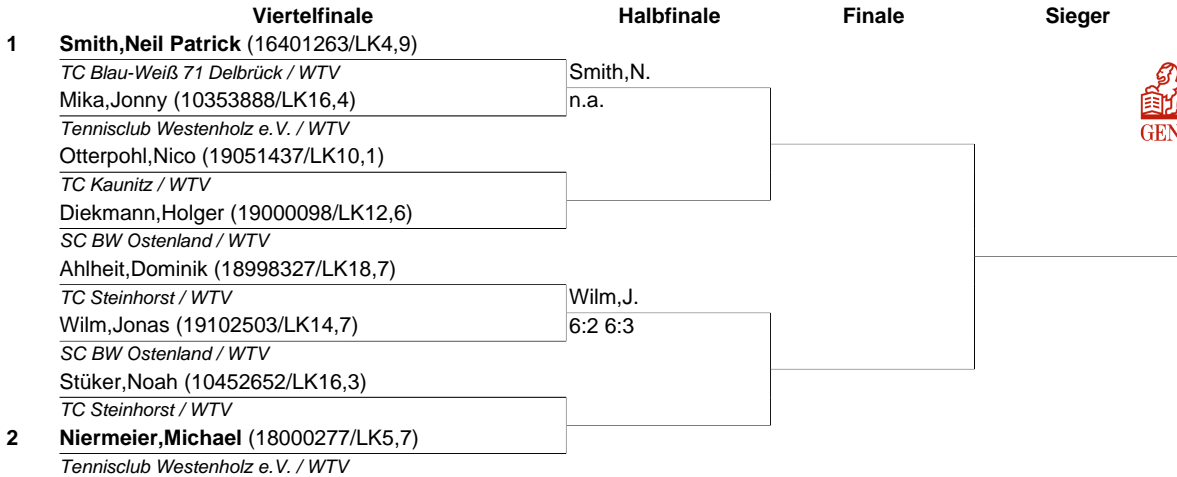 Viertelfinale Halbfinale Finale Sieger
1 Smith,Neil Patrick (16401263/LK4,9)
TC Blau-Weiß 71 Delbrück / WTV Smith,N.
Mika,Jonny (10353888/LK16,4) n.a.
Tennisclub Westenholz e.V. / WTV
Otterpohl,Nico (19051437/LK10,1)
TC Kaunitz / WTV
Diekmann,Holger (19000098/LK12,6)
SC BW Ostenland / WTV
Ahlheit,Dominik (18998327/LK18,7)
TC Steinhorst / WTV Wilm,J.
Wilm,Jonas (19102503/LK14,7) 6:2 6:3
SC BW Ostenland / WTV
Stüker,Noah (10452652/LK16,3)
TC Steinhorst / WTV
2 Niermeier,Michael (18000277/LK5,7)
Tennisclub Westenholz e.V. / WTV